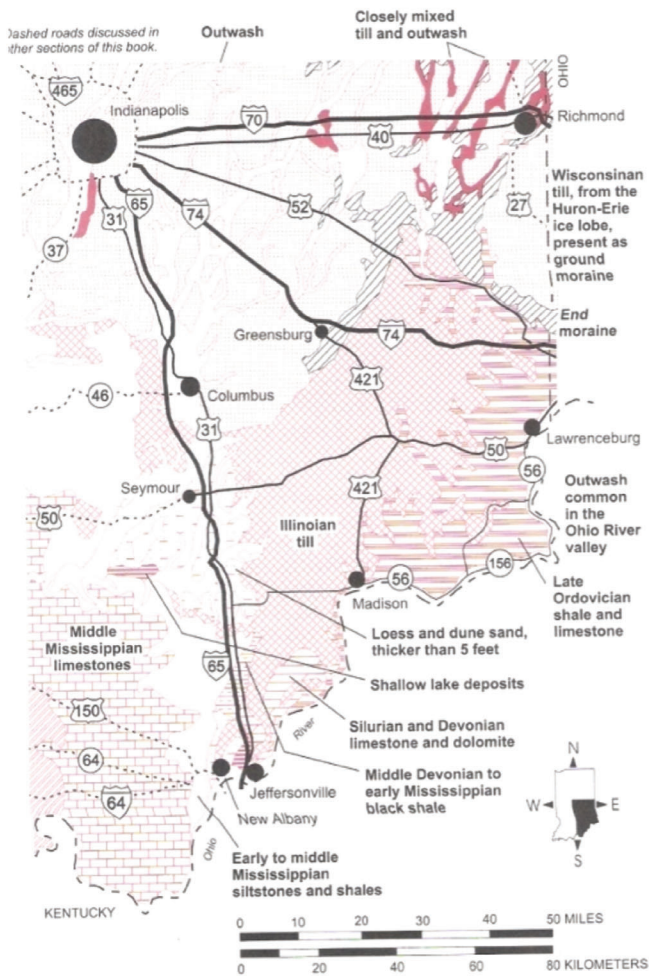 Dashed roads discussed in
other sections of this book.
Outwash
Closely mixed
till and outwash
OHIO
465
Indianapolis
70
40
Richmond
Wisconsinan
till, from the
Huron-Erie
ice lobe,
present as
ground
moraine
52
27
31
65
74
37
End
moraine
Greensburg
74
421
46
Columbus
31
Lawrenceburg
50
56
Seymour
421
50
Illinoian
till
Outwash
common in
the Ohio River
valley
156
56
Madison
Late
Ordovician
shale and
limestone
Loess and dune sand,
thicker than 5 feet
Middle
Mississippian
limestones
65
Shallow lake deposits
150
River
Silurian and Devonian
limestone and dolomite
64
64
Middle Devonian to
early Mississippian
black shale
Jeffersonville
New Albany
Ohio
N
W
E
S
Early to middle
Mississippian
siltstones and shales
KENTUCKY
0 10 20 30 40 50 MILES
0 20 40 60 80 KILOMETERS